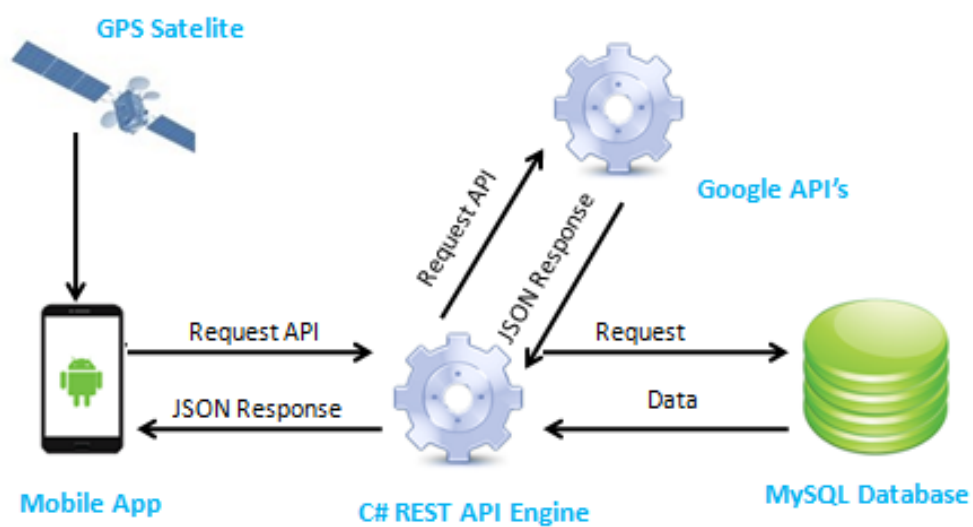 GPS Satelite
Google API's
Request API
JSON Response
Request API
Request
JSON Response
Data
Mobile App
C# REST API Engine
MySQL Database